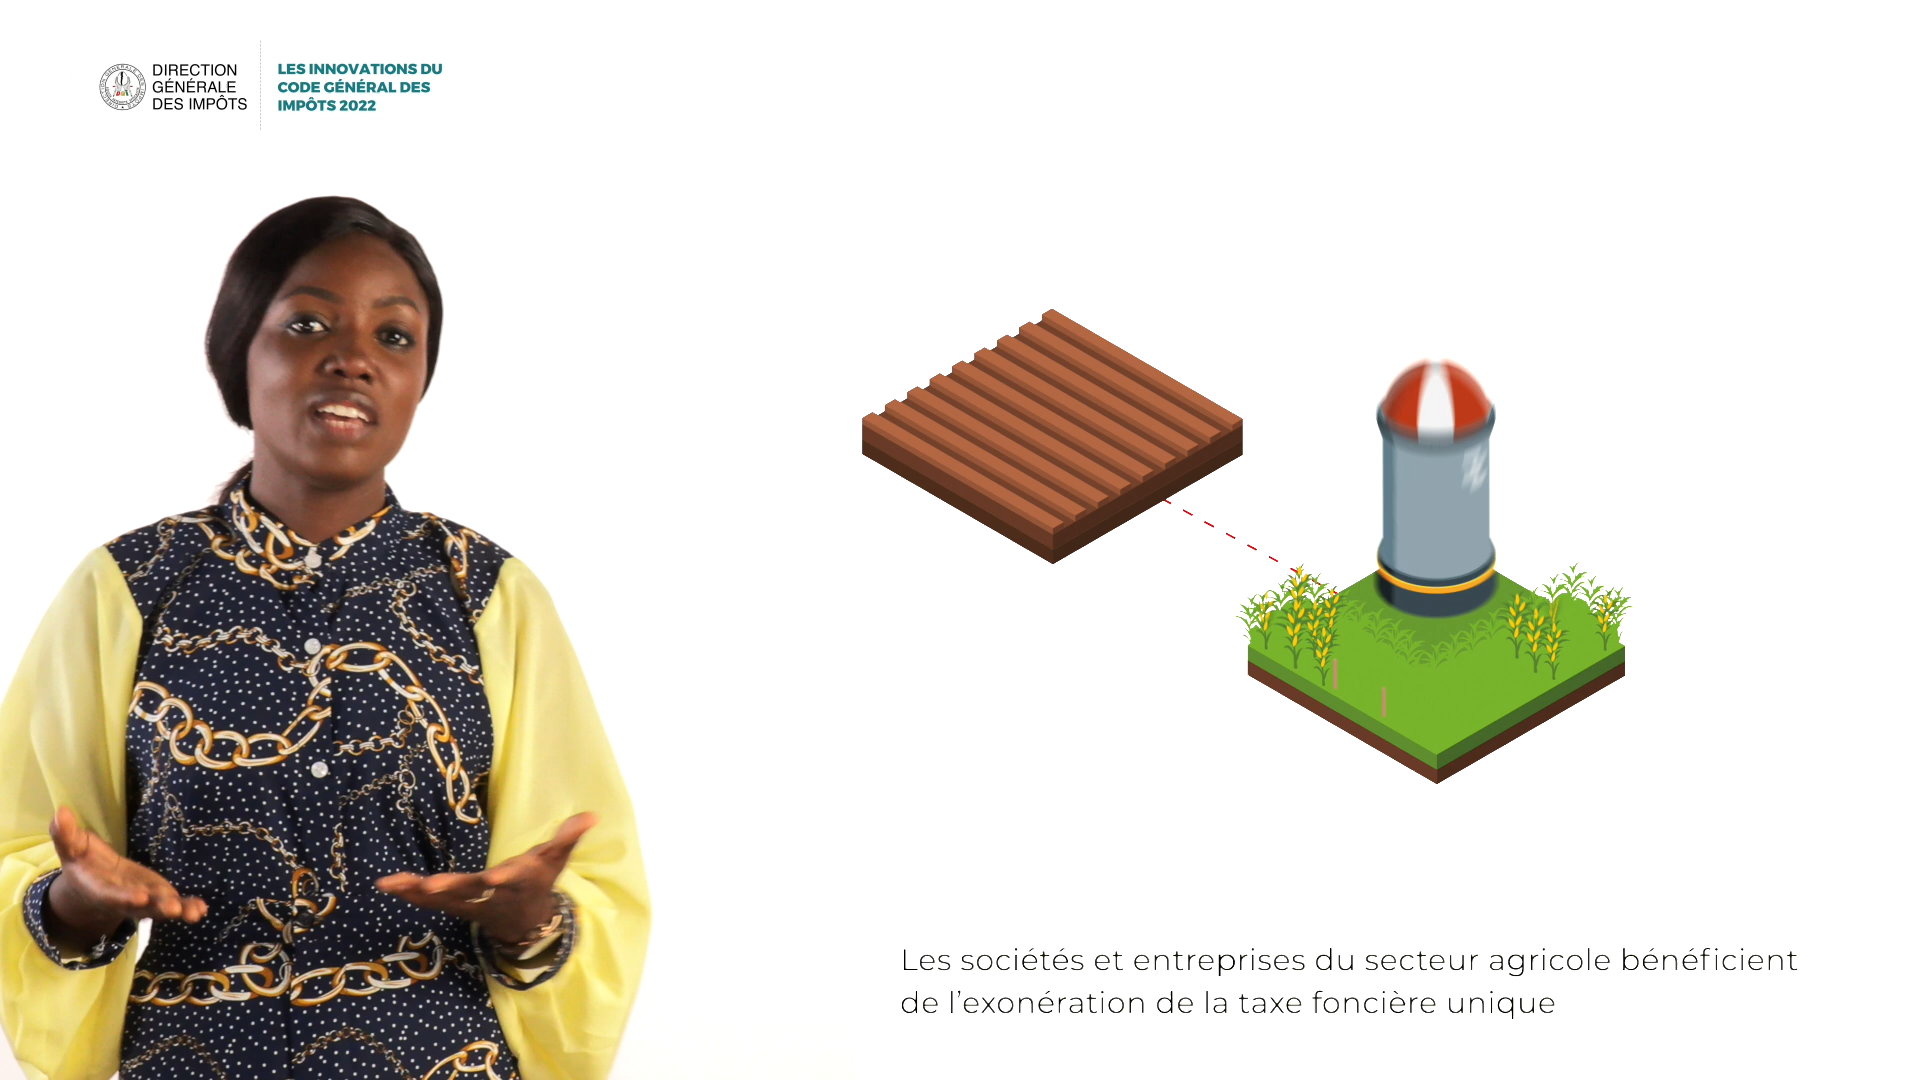 DIRECTION
GÉNÉRALE
DES IMPÔTS
LES INNOVATIONS DU
CODE GÉNÉRAL DES
IMPÔTS 2022
Les sociétés et entreprises du secteur agricole bénéficient
de l’exonération de la taxe foncière unique